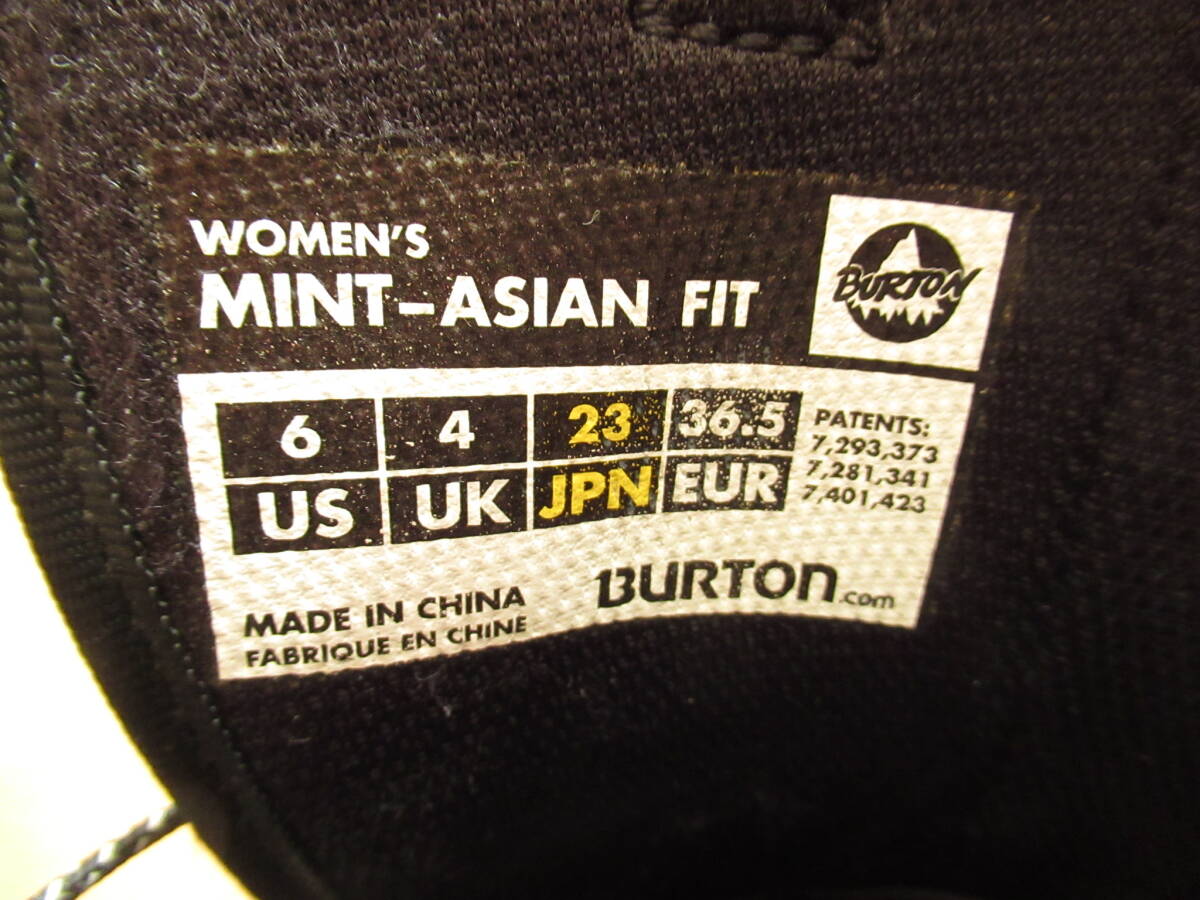 WOMEN'S
MINT-ASIAN FIT
BURTON
6 4 23 36.5
US UK JPN EUR
PATENTS:
7,293,373
7,281,341
7,401,423
MADE IN CHINA
FABRIQUE EN CHINE
BURTON.com